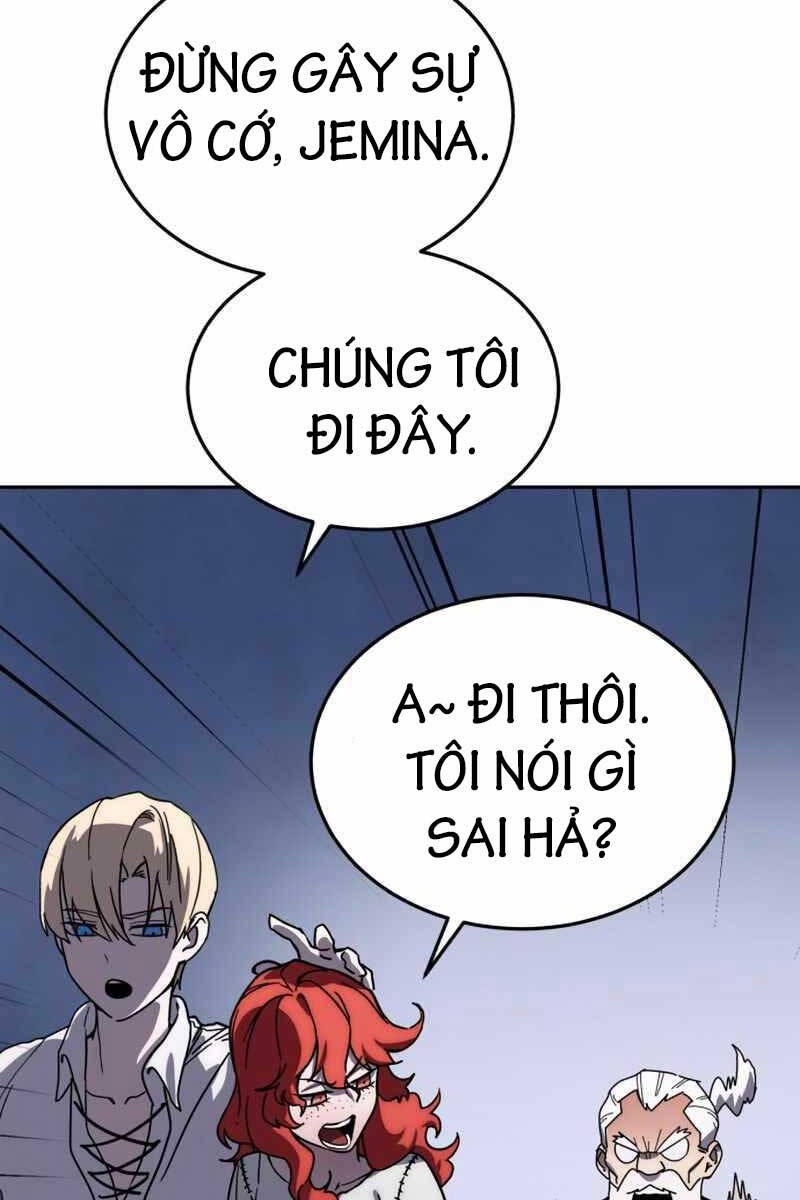 ĐỪNG GÂY SỰ
VÔ CỚ, JEMINA.
CHÚNG TÔI
ĐI ĐÂY.
A~ ĐI THÔI.
TÔI NÓI GÌ
SAI HẢ?